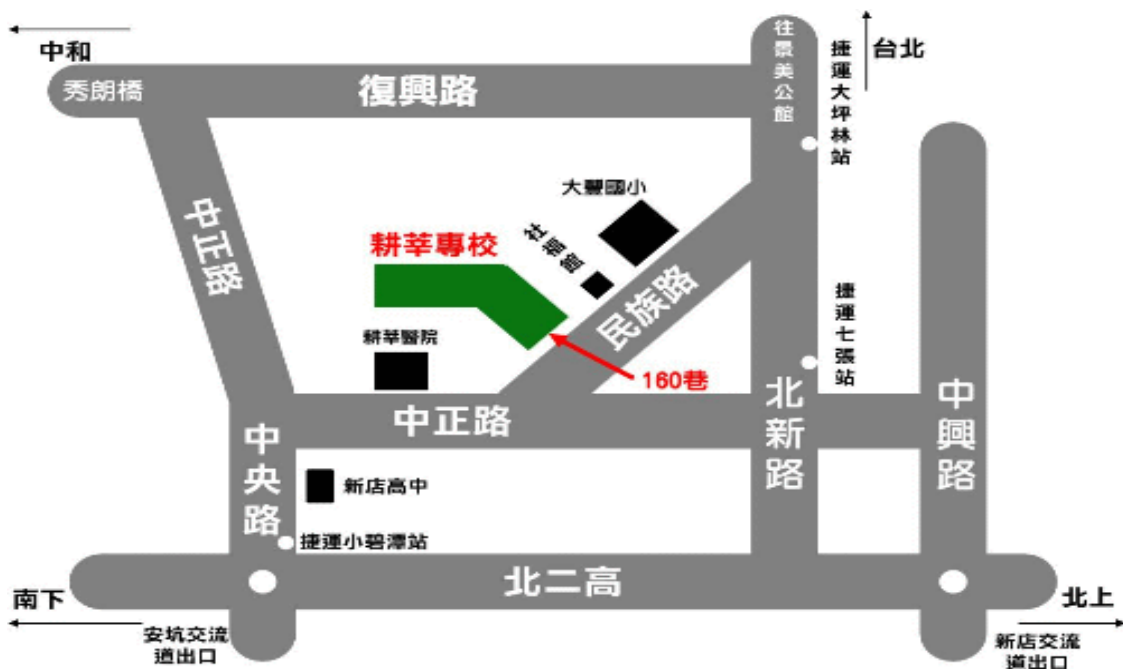 中和
秀朗橋
復興路
往景美公館
台北
捷運大坪林站
中正路
大豐國小
社福館
耕莘專校
民族路
捷運七張站
耕莘醫院
160巷
中正路
北新路
中興路
中央路
新店高中
捷運小碧潭站
北二高
南下
北上
安坑交流
道出口
新店交流
道出口